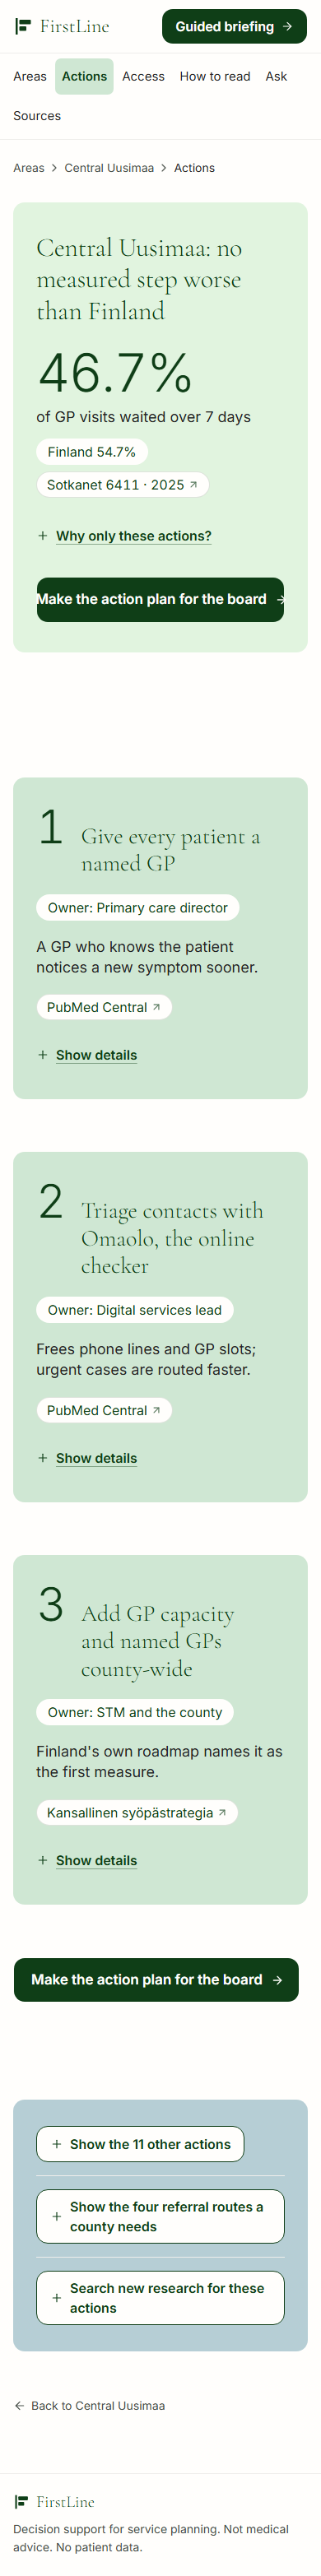 FirstLine
Guided briefing →
Areas Actions Access How to read Ask
Sources
Areas > Central Uusimaa > Actions
Central Uusimaa: no
measured step worse
than Finland
46.7%
of GP visits waited over 7 days
Finland 54.7%
Sotkanet 6411 · 2025 ↗
+ Why only these actions?
Make the action plan for the board →
1 Give every patient a
named GP
Owner: Primary care director
A GP who knows the patient
notices a new symptom sooner.
PubMed Central ↗
+ Show details
2 Triage contacts with
Omaolo, the online
checker
Owner: Digital services lead
Frees phone lines and GP slots;
urgent cases are routed faster.
PubMed Central ↗
+ Show details
3 Add GP capacity
and named GPs
county-wide
Owner: STM and the county
Finland's own roadmap names it as
the first measure.
Kansallinen syöpästrategia ↗
+ Show details
Make the action plan for the board →
+ Show the 11 other actions
+ Show the four referral routes a
county needs
+ Search new research for these
actions
← Back to Central Uusimaa
FirstLine
Decision support for service planning. Not medical
advice. No patient data.